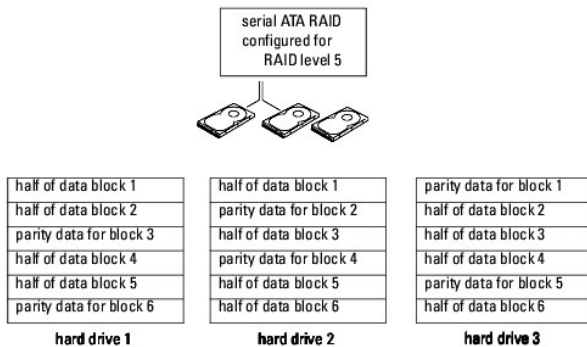 serial ATA RAID
configured for
RAID level 5
half of data block 1
half of data block 2
parity data for block 3
half of data block 4
half of data block 5
parity data for block 6
hard drive 1
half of data block 1
parity data for block 2
half of data block 3
parity data for block 4
half of data block 5
half of data block 6
hard drive 2
parity data for block 1
half of data block 2
half of data block 3
half of data block 4
parity data for block 5
half of data block 6
hard drive 3